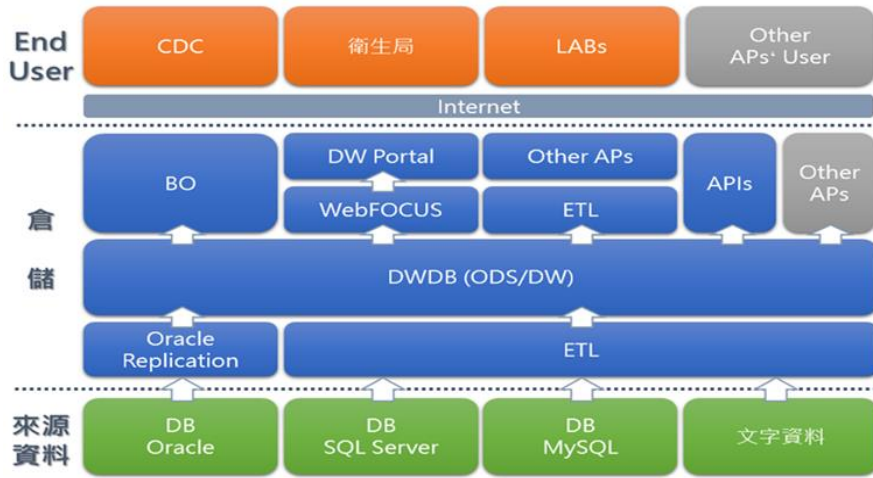 End
User
CDC
衛生局
LABs
Other
APs' User
Internet
倉
儲
BO
DW Portal
Other APs
WebFOCUS
ETL
APIs
Other
APs
DWDB (ODS/DW)
Oracle
Replication
ETL
來源
資料
DB
Oracle
DB
SQL Server
DB
MySQL
文字資料